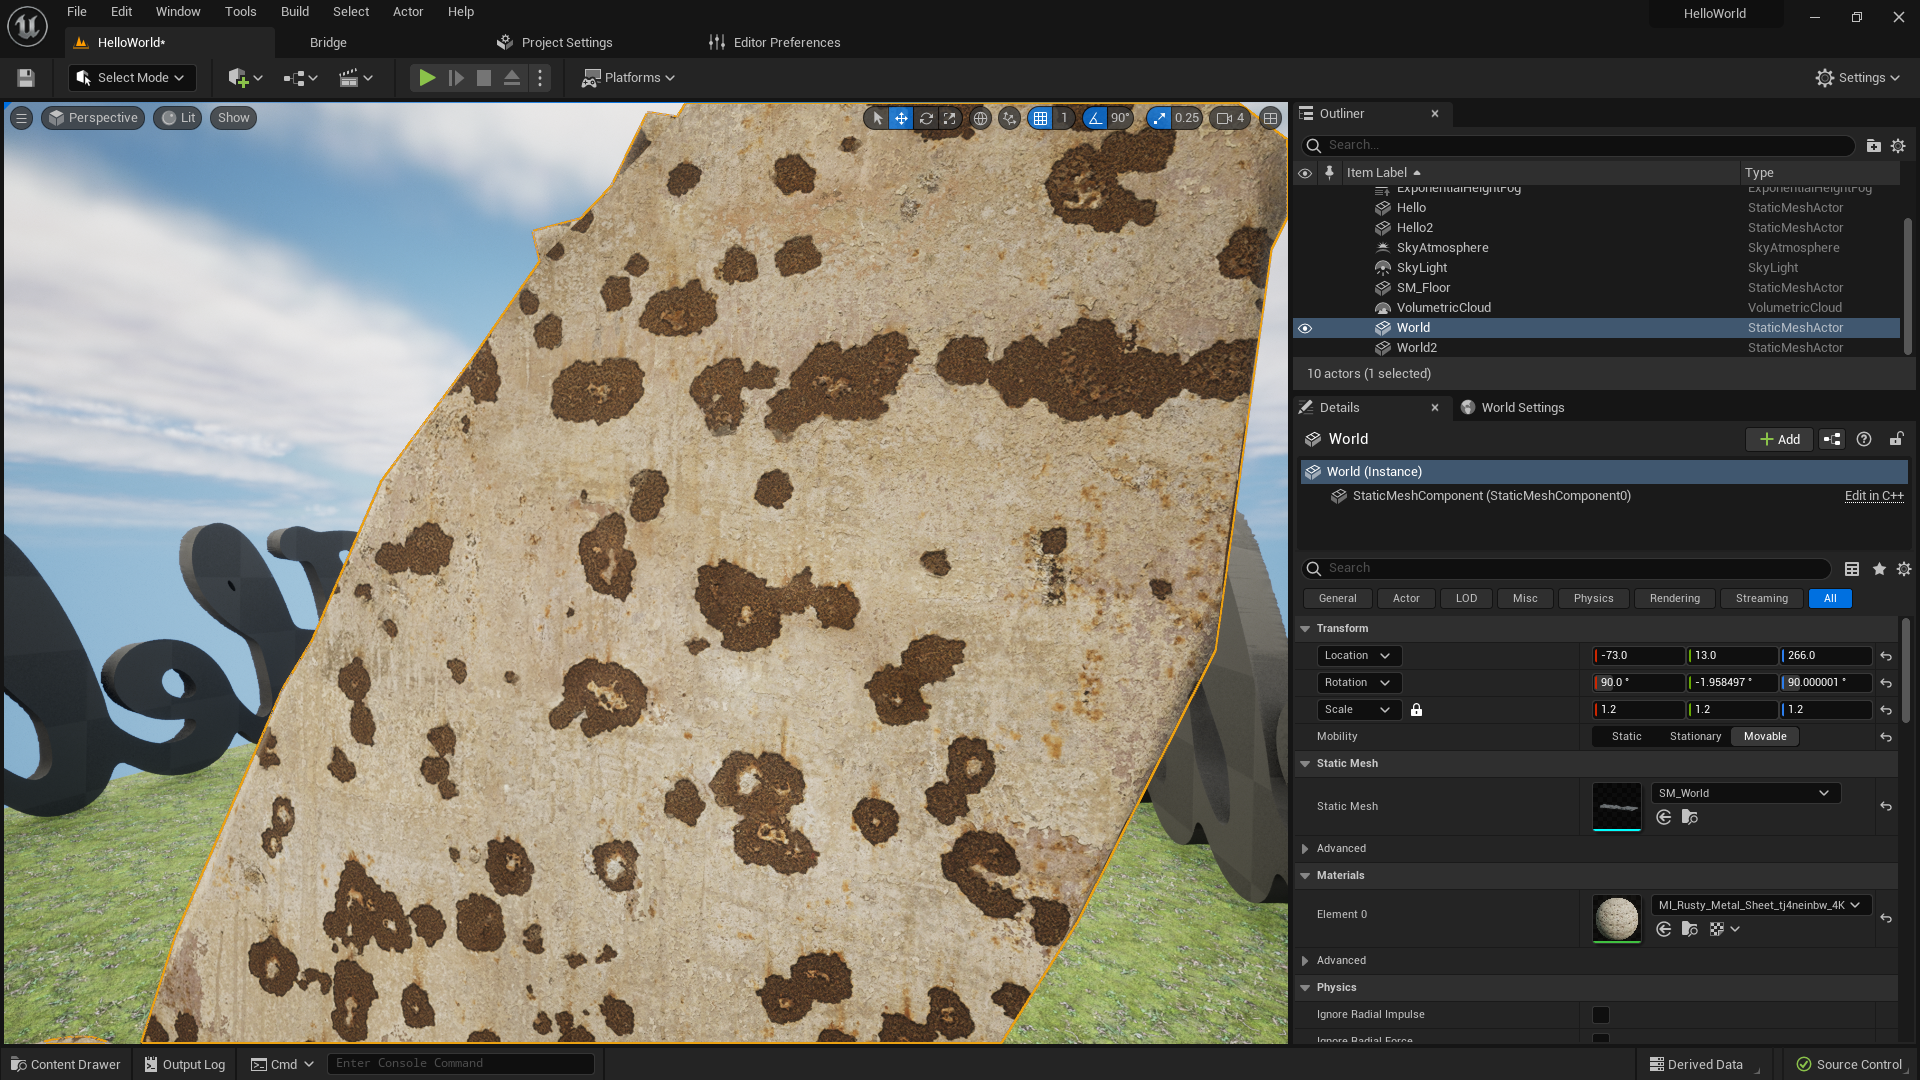 File Edit Window Tools Build Select Actor Help
HelloWorld
HelloWorld* Bridge Project Settings Editor Preferences
Select Mode Platforms Settings
Perspective Lit Show 1 90° 0.25 4
Outliner
Search...
Item Label Type
ExponentialHeightFog ExponentialHeightFog
Hello StaticMeshActor
Hello2 StaticMeshActor
SkyAtmosphere SkyAtmosphere
SkyLight SkyLight
SM_Floor StaticMeshActor
VolumetricCloud VolumetricCloud
World StaticMeshActor
World2 StaticMeshActor
10 actors (1 selected)
Details World Settings
World Add
World (Instance)
StaticMeshComponent (StaticMeshComponent0) Edit in C++
Search
General Actor LOD Misc Physics Rendering Streaming All
Transform
Location -73.0 13.0 266.0
Rotation 90.0 ° -1.958497 ° 90.000001 °
Scale 1.2 1.2 1.2
Mobility Static Stationary Movable
Static Mesh
Static Mesh SM_World
Advanced
Materials
Element 0 MI_Rusty_Metal_Sheet_tj4neinbw_4K
Advanced
Physics
Ignore Radial Impulse
Ignore Radial Force
Content Drawer Output Log Cmd Enter Console Command Derived Data Source Control